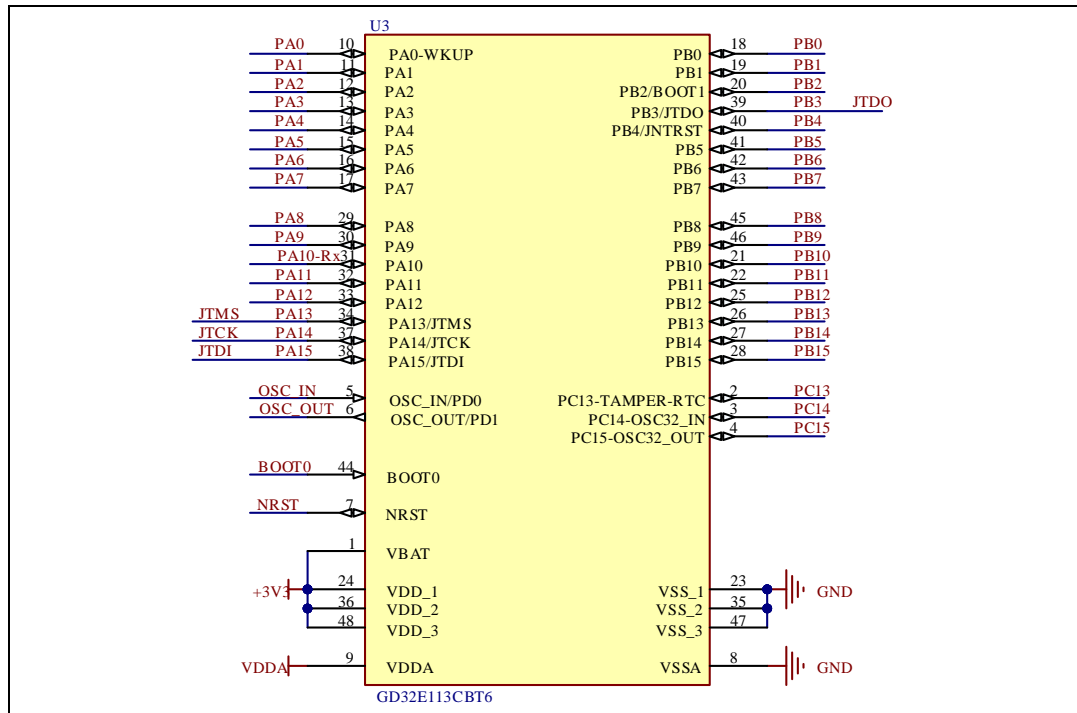 U3
PA0 10 PA0-WKUP PB0 18 PB0
PA1 11 PA1 PB1 19 PB1
PA2 12 PA2 PB2/BOOT1 20 PB2
PA3 13 PA3 PB3/JTDO 39 PB3 JTDO
PA4 14 PA4 PB4/JNTRST 40 PB4
PA5 15 PA5 PB5 41 PB5
PA6 16 PA6 PB6 42 PB6
PA7 17 PA7 PB7 43 PB7
PA8 29 PA8 PB8 45 PB8
PA9 30 PA9 PB9 46 PB9
PA10-Rx 31 PA10 PB10 21 PB10
PA11 32 PA11 PB11 22 PB11
PA12 33 PA12 PB12 25 PB12
JTMS PA13 34 PA13/JTMS PB13 26 PB13
JTCK PA14 37 PA14/JTCK PB14 27 PB14
JTDI PA15 38 PA15/JTDI PB15 28 PB15
OSC_IN 5 OSC_IN/PD0 PC13-TAMPER-RTC 2 PC13
OSC_OUT 6 OSC_OUT/PD1 PC14-OSC32_IN 3 PC14
PC15-OSC32_OUT 4 PC15
BOOT0 44 BOOT0
NRST 7 NRST
1 VBAT
+3V3 24 VDD_1 VSS_1 23 GND
36 VDD_2 VSS_2 35
48 VDD_3 VSS_3 47
VDDA 9 VDDA VSSA 8 GND
GD32E113CBT6